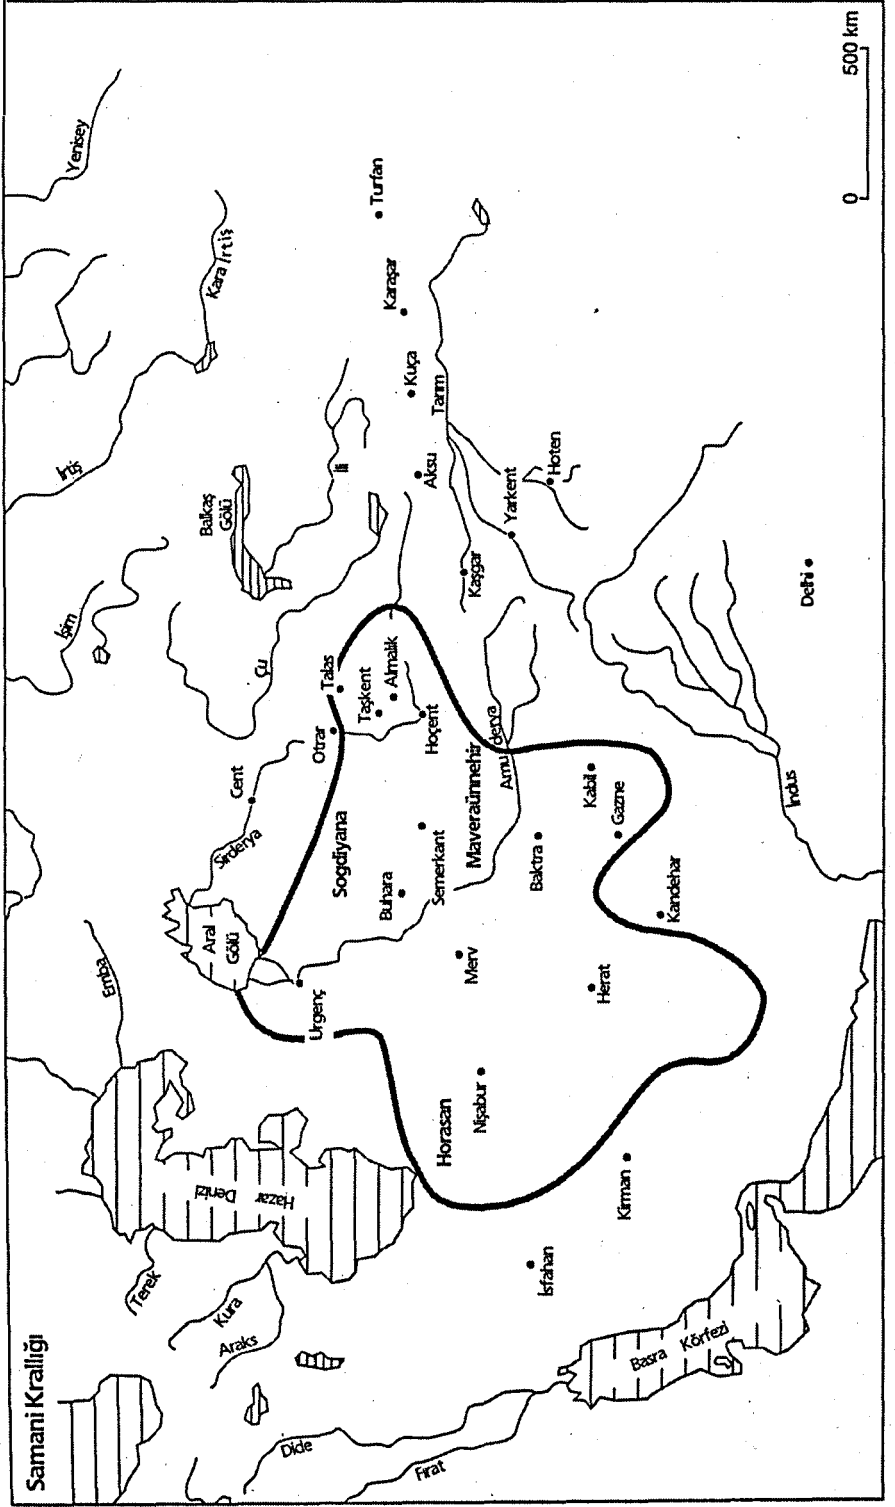 Samani Krallığı
Terek
Kura
Araks
Dicle
Fırat
Hazar Denizi
Emba
Aral
Gölü
Urgenç
Sirderya
Cent
Otrar
Talas
Taşkent
Almalık
Hoçent
Çu
İşim
Balkaş
Gölü
İli
İrtiş
Kara İrtiş
Yenisey
Turfan
Karaşar
Kuça
Aksu
Tarım
Kaşgar
Yarkent
Hoten
Sogdiyana
Buhara
Semerkant
Maveraünnehir
Amuderya
Merv
Horasan
Nişabur
Baktra
Kabil
Gazne
Kandehar
Herat
Kirman
İsfahan
Basra Körfezi
İndus
Delhi
0 500 km